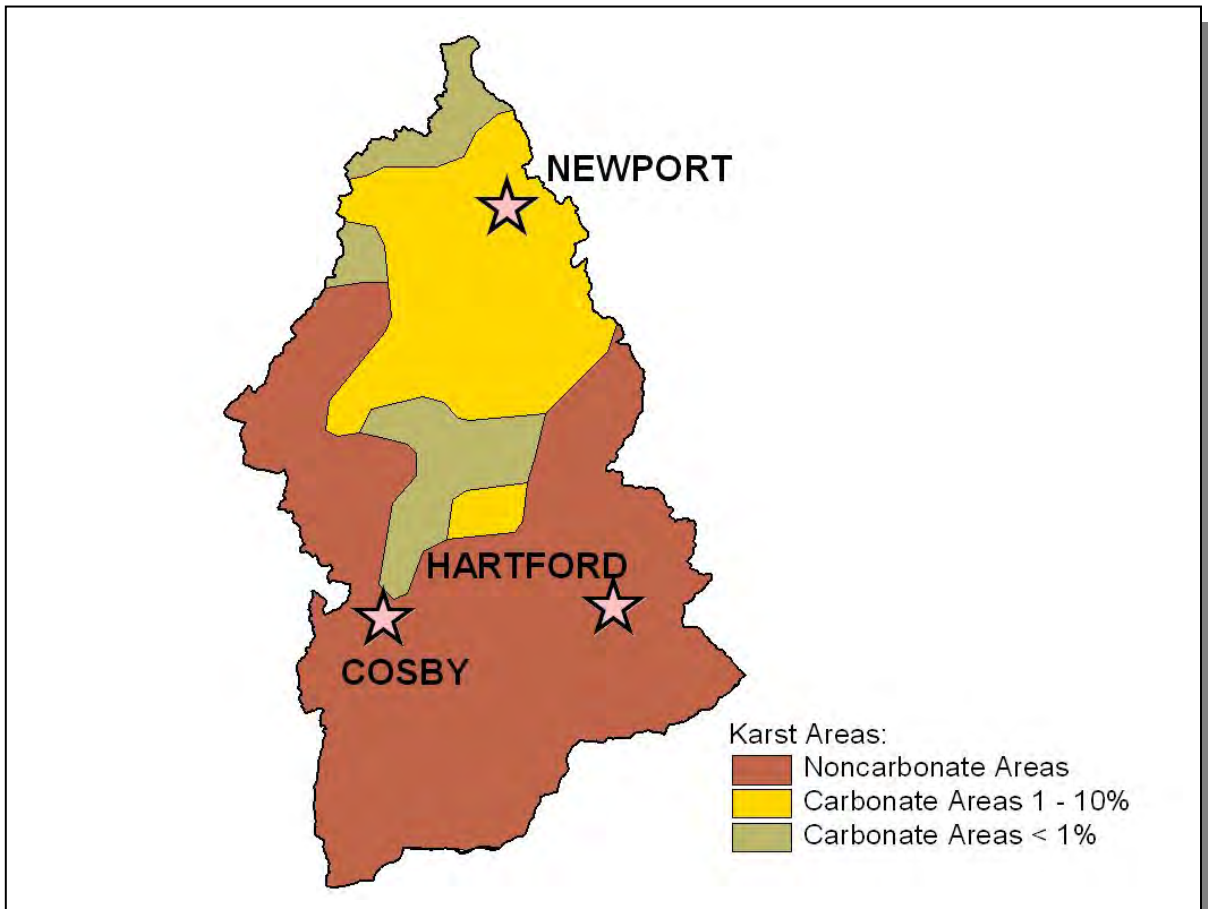 NEWPORT
HARTFORD
COSBY
Karst Areas:
Noncarbonate Areas
Carbonate Areas 1 - 10%
Carbonate Areas < 1%